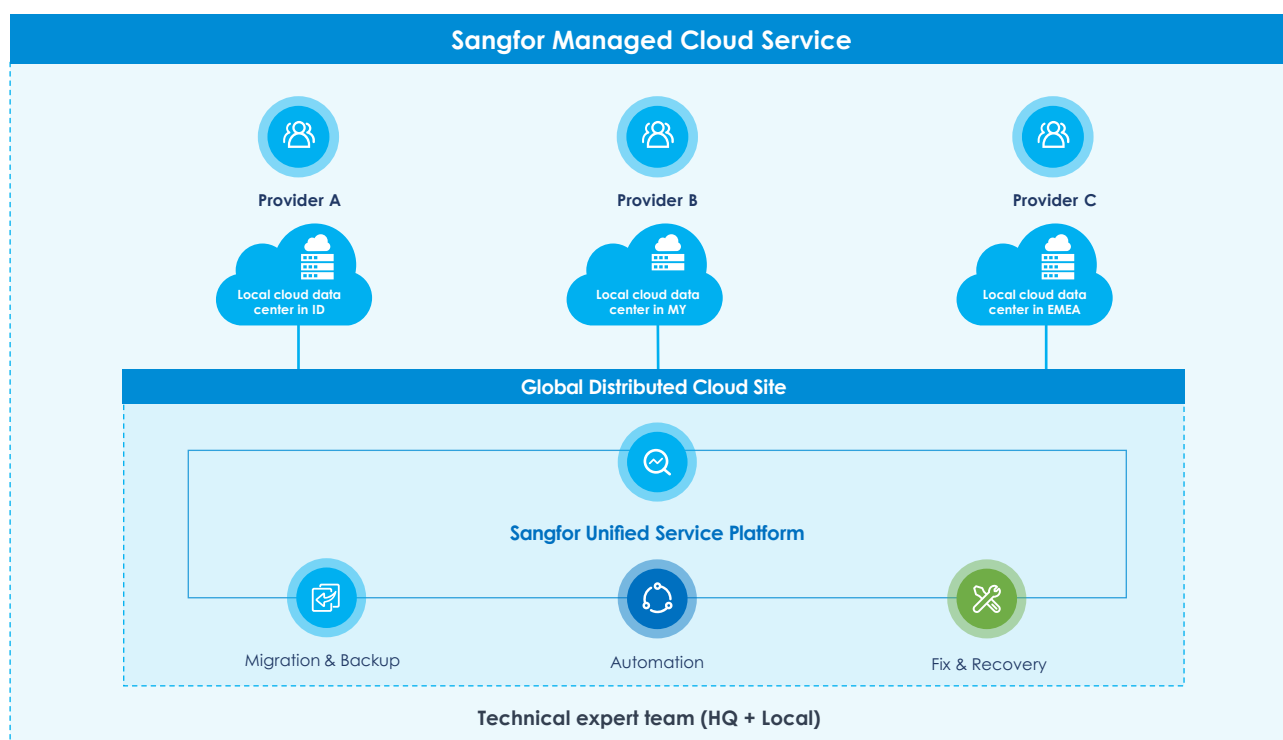 Sangfor Managed Cloud Service
Provider A
Provider B
Provider C
Local cloud data
center in ID
Local cloud data
center in MY
Local cloud data
center in EMEA
Global Distributed Cloud Site
Sangfor Unified Service Platform
Migration & Backup
Automation
Fix & Recovery
Technical expert team (HQ + Local)